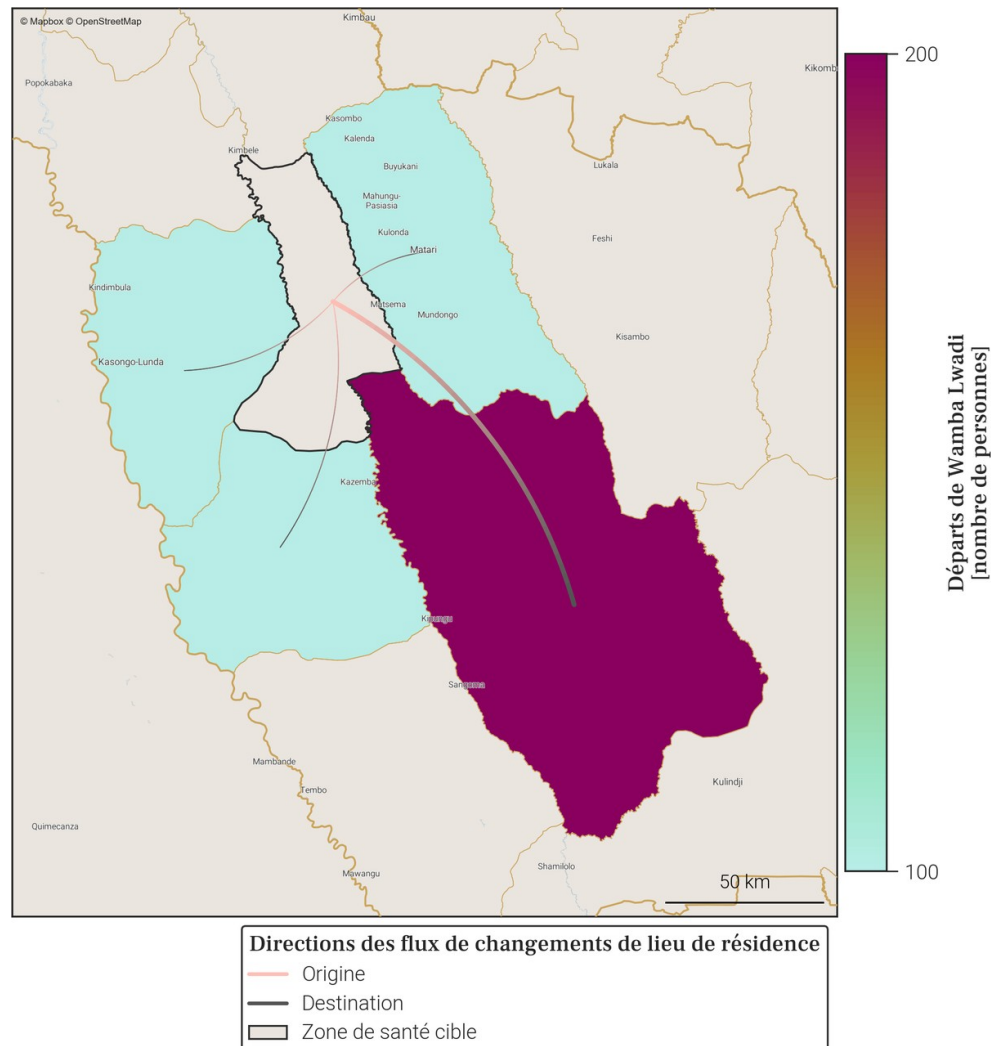 © Mapbox © OpenStreetMap
Kimbau
200
Popokabaka
Kikomb
Kasombo
Kalenda
Kimbele
Buyukani
Lukala
Mahungu-
Pasiasia
Kulonda
Feshi
Matari
Kindimbula
Matsema
Mundongo
Kisambo
Kasongo-Lunda
Départs de Wamba Lwadi
[nombre de personnes]
Kazemba
Sangoma
Mambande
Kulindji
Tembo
Quimecanza
Shamilolo
Mawangu
50 km
100
Directions des flux de changements de lieu de résidence
Origine
Destination
Zone de santé cible